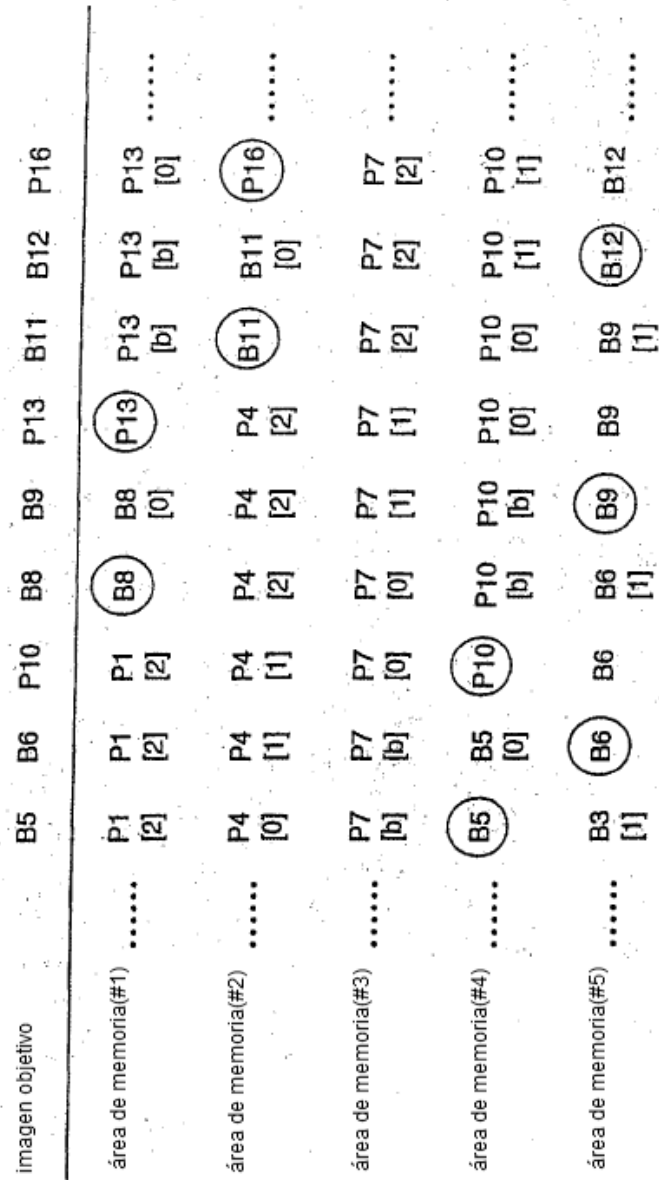 imagen objetivo B5 B6 P10 B8 B9 P13 B11 B12 P16
área de memoria(#1) ...... P1 P1 P1 B8 B8 P13 P13 P13 P13 ......
[2] [2] [2] [0] [b] [b] [0]
área de memoria(#2) ...... P4 P4 P4 P4 P4 P4 B11 B11 P16 ......
[0] [1] [1] [2] [2] [2] [0]
área de memoria(#3) ...... P7 P7 P7 P7 P7 P7 P7 P7 P7 ......
[b] [b] [0] [0] [1] [1] [2] [2] [2]
área de memoria(#4) ...... B5 B5 P10 P10 P10 P10 P10 P10 P10 ......
[0] [b] [b] [0] [0] [1] [1]
área de memoria(#5) ...... B3 B6 B6 B6 B9 B9 B9 B12 B12 ......
[1] [1] [1]